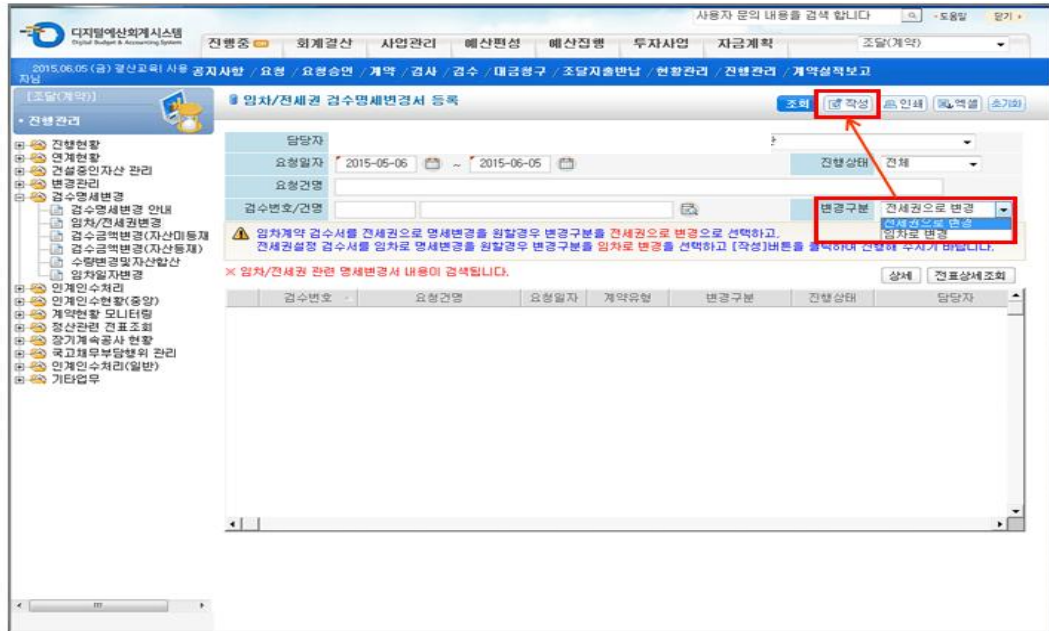 사용자 문의 내용을 검색 합니다 - 도움말 닫기
디지털예산회계시스템
Digital Budget & Accounting System
진행중 회계결산 사업관리 예산편성 예산집행 투자사업 자금계획 조달(계약)
2015,06,05 (금) 결산교육1 사용자님
공지사항 / 요청 / 요청승인 / 계약 / 검사 / 검수 / 대금청구 / 조달지출반납 / 현황관리 / 진행관리 / 계약실적보고
[조달(계약)]
• 진행관리
진행현황
연계현황
건설중인자산 관리
변경관리
검수명세변경
검수명세변경 안내
임차/전세권변경
검수금액변경(자산미등재
검수금액변경(자산등재)
수량변경및자산합산
임차일자변경
인계인수처리
인계인수현황(중앙)
계약현황 모니터링
정산관련 전표조회
장기계속공사 현황
국고채무부담행위 관리
인계인수처리(일반)
기타업무
임차/전세권 검수명세변경서 등록
조회 작성 인쇄 엑셀 초기화
담당자
요청일자 2015-05-06 ~ 2015-06-05 진행상태 전체
요청건명
검수번호/건명 변경구분 전세권으로 변경
전세권으로 변경
임차로 변경
임차계약 검수서를 전세권으로 명세변경을 원할경우 변경구분을 전세권으로 변경으로 선택하고,
전세권설정 검수서를 임차로 명세변경을 원할경우 변경구분을 임차로 변경을 선택하고 [작성]버튼을 클릭하여 진행해 주시기 바랍니다.
※ 임차/전세권 관련 명세변경서 내용이 검색됩니다.
상세 전표상세조회
검수번호 요청건명 요청일자 계약유형 변경구분 진행상태 담당자